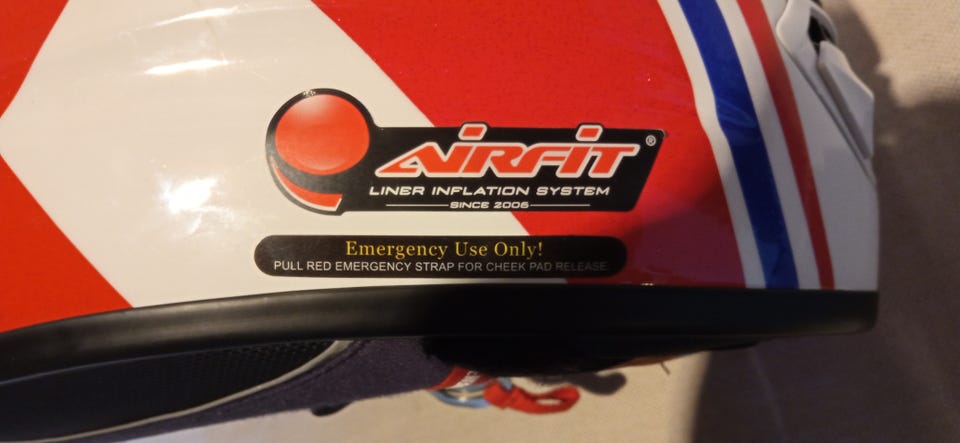 AiRFiT®
LINER INFLATION SYSTEM
SINCE 2006
Emergency Use Only!
PULL RED EMERGENCY STRAP FOR CHEEK PAD RELEASE